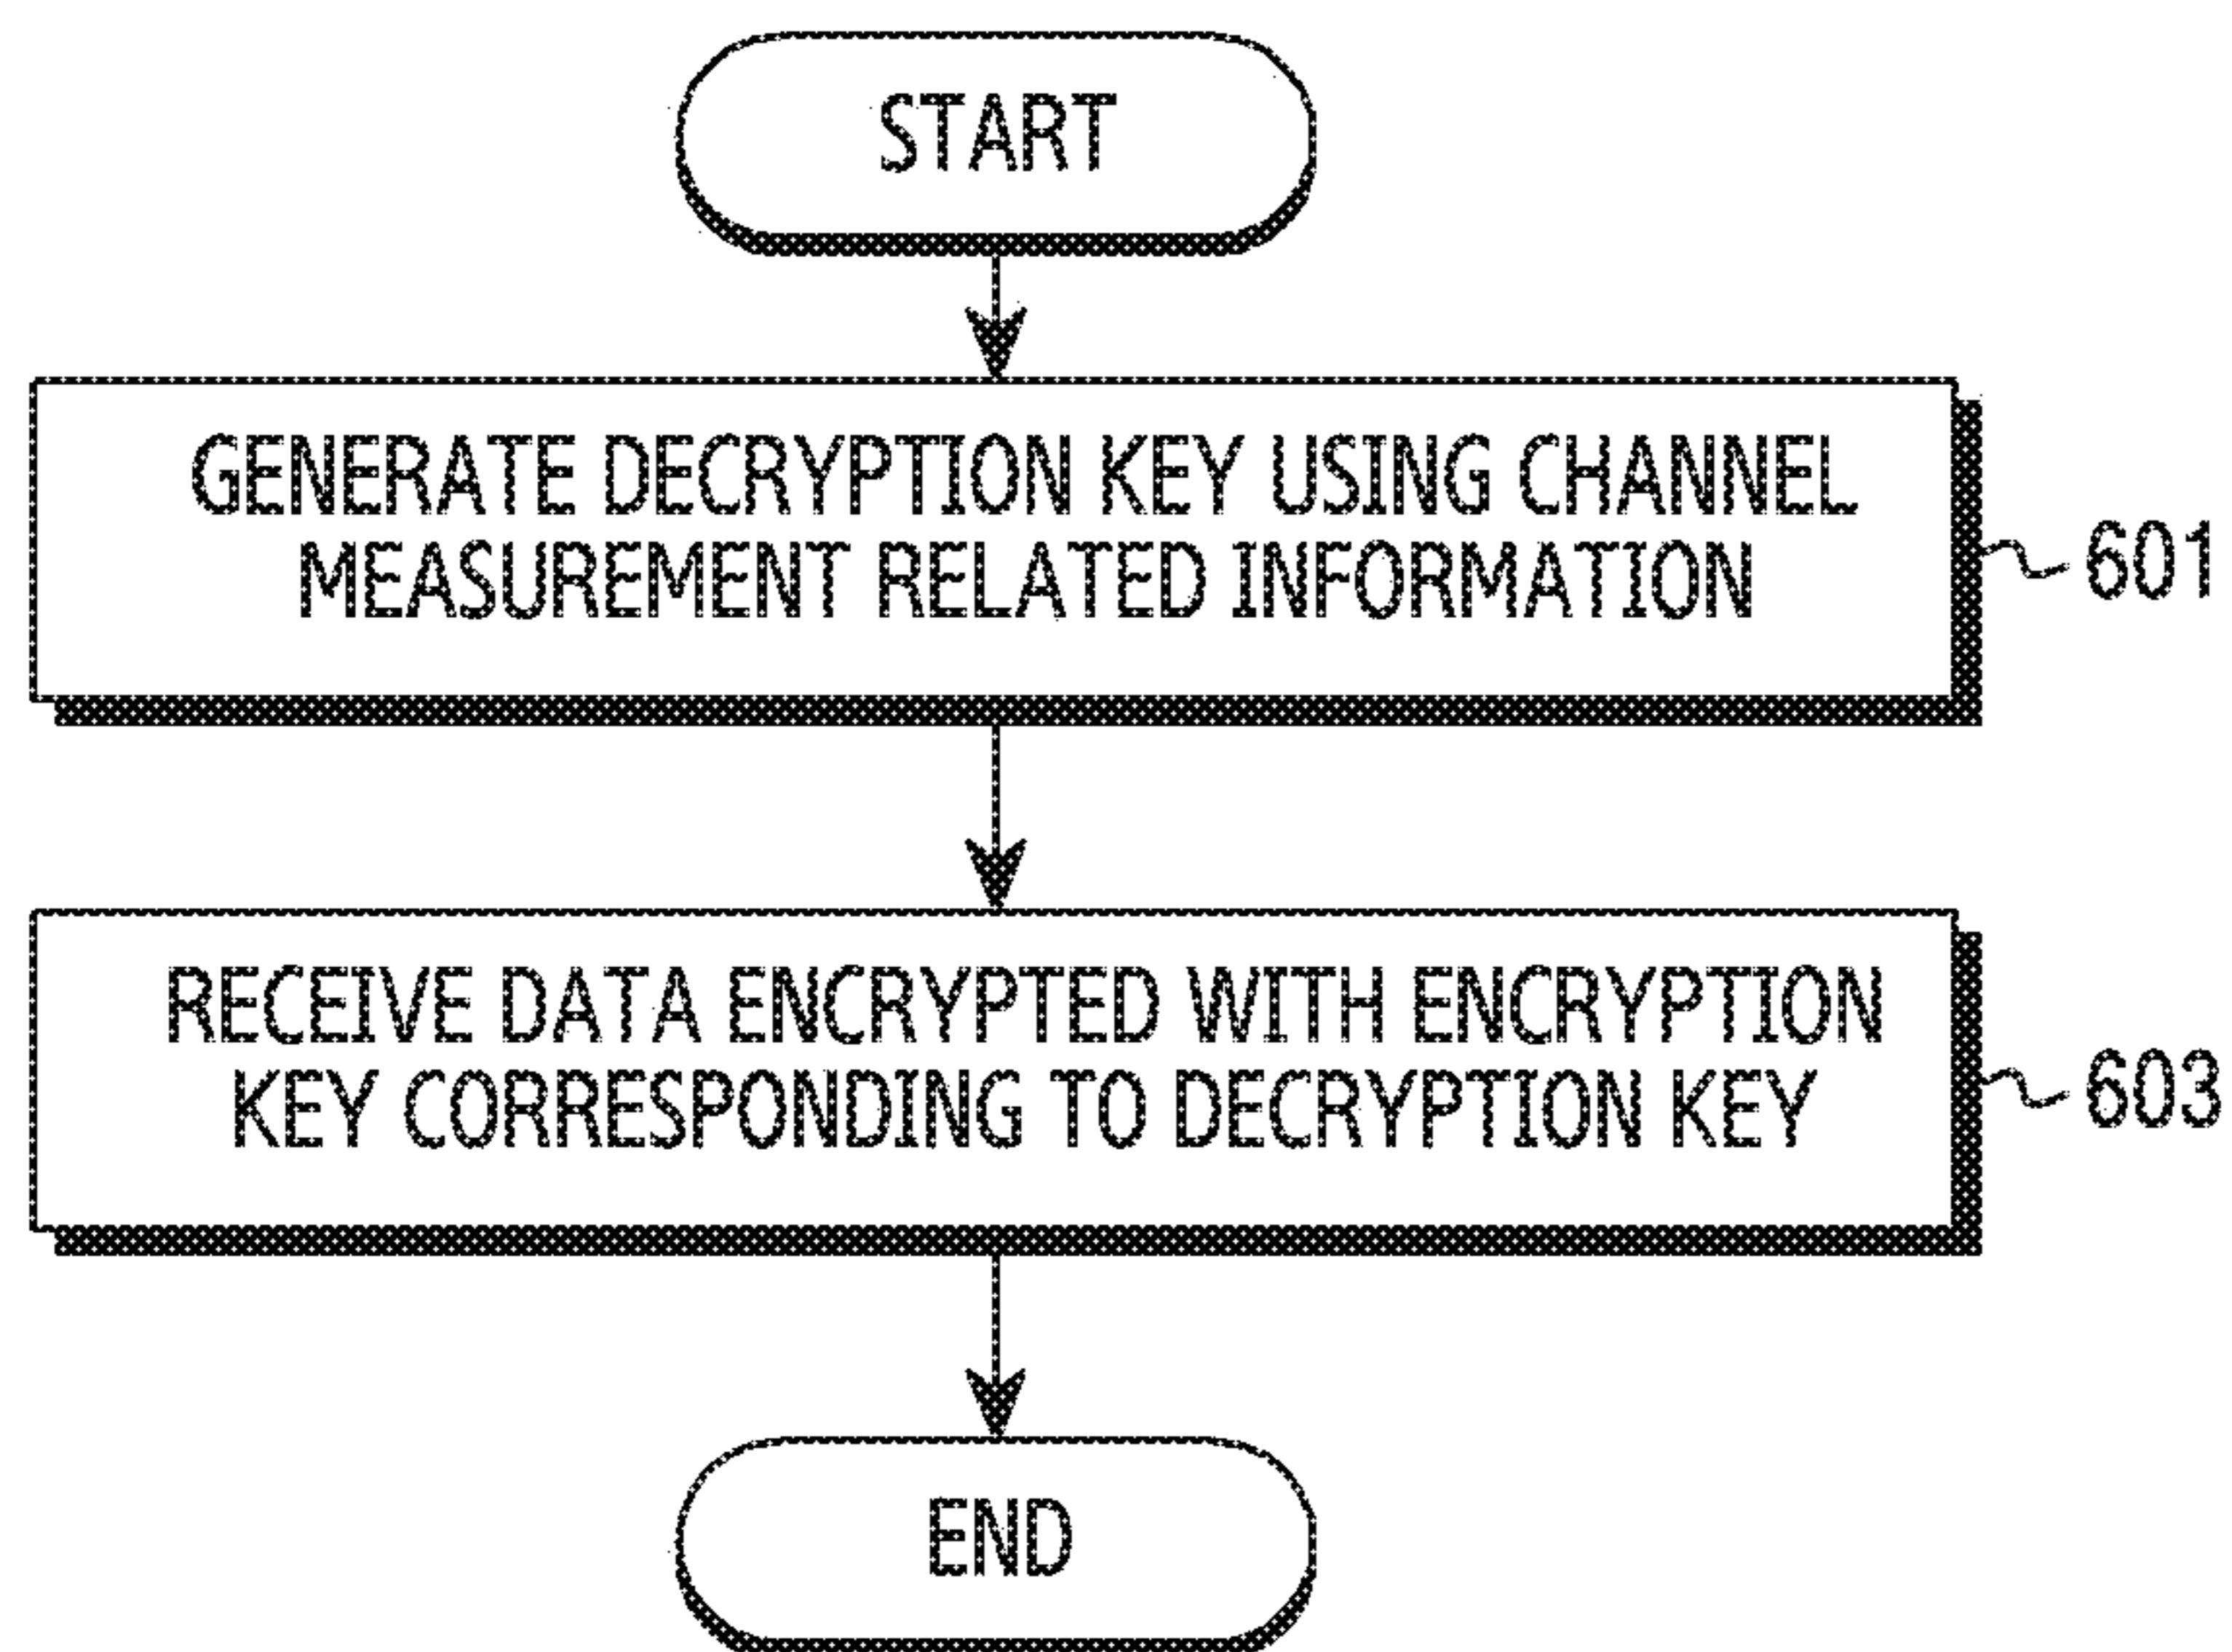 START
GENERATE DECRYPTION KEY USING CHANNEL
MEASUREMENT RELATED INFORMATION
601
RECEIVE DATA ENCRYPTED WITH ENCRYPTION
KEY CORRESPONDING TO DECRYPTION KEY
603
END